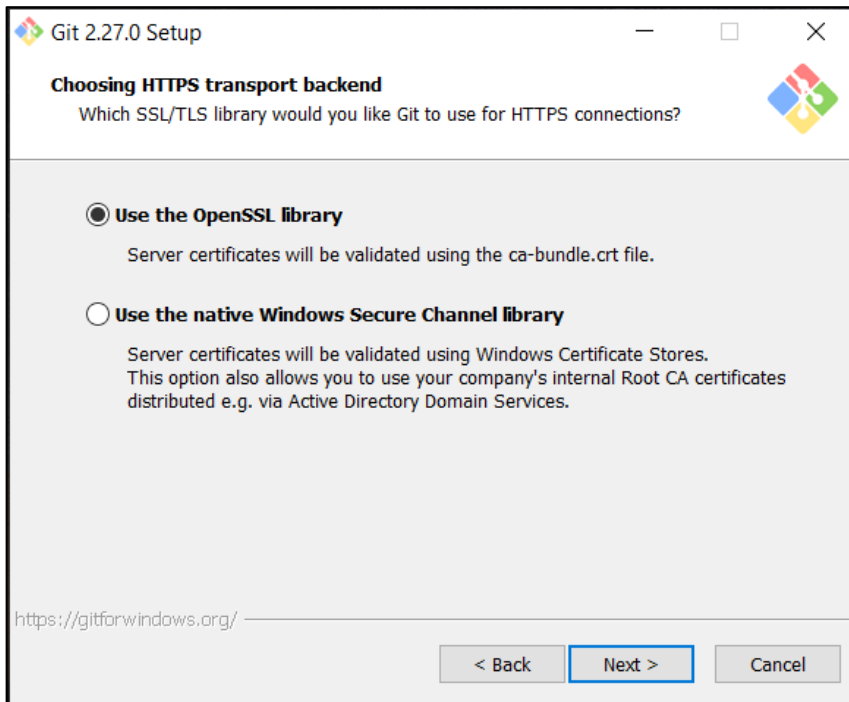 Git 2.27.0 Setup
Choosing HTTPS transport backend
Which SSL/TLS library would you like Git to use for HTTPS connections?
Use the OpenSSL library
Server certificates will be validated using the ca-bundle.crt file.
Use the native Windows Secure Channel library
Server certificates will be validated using Windows Certificate Stores.
This option also allows you to use your company's internal Root CA certificates
distributed e.g. via Active Directory Domain Services.
https://gitforwindows.org/
< Back Next > Cancel